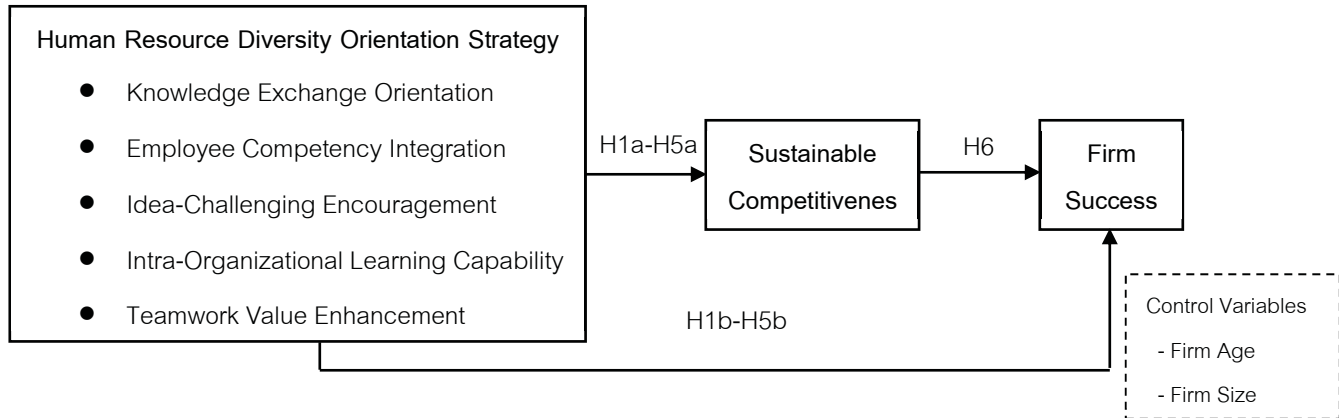 Human Resource Diversity Orientation Strategy
● Knowledge Exchange Orientation
● Employee Competency Integration
● Idea-Challenging Encouragement
● Intra-Organizational Learning Capability
● Teamwork Value Enhancement
H1a-H5a
Sustainable
Competitivenes
H6
Firm
Success
H1b-H5b
Control Variables
- Firm Age
- Firm Size